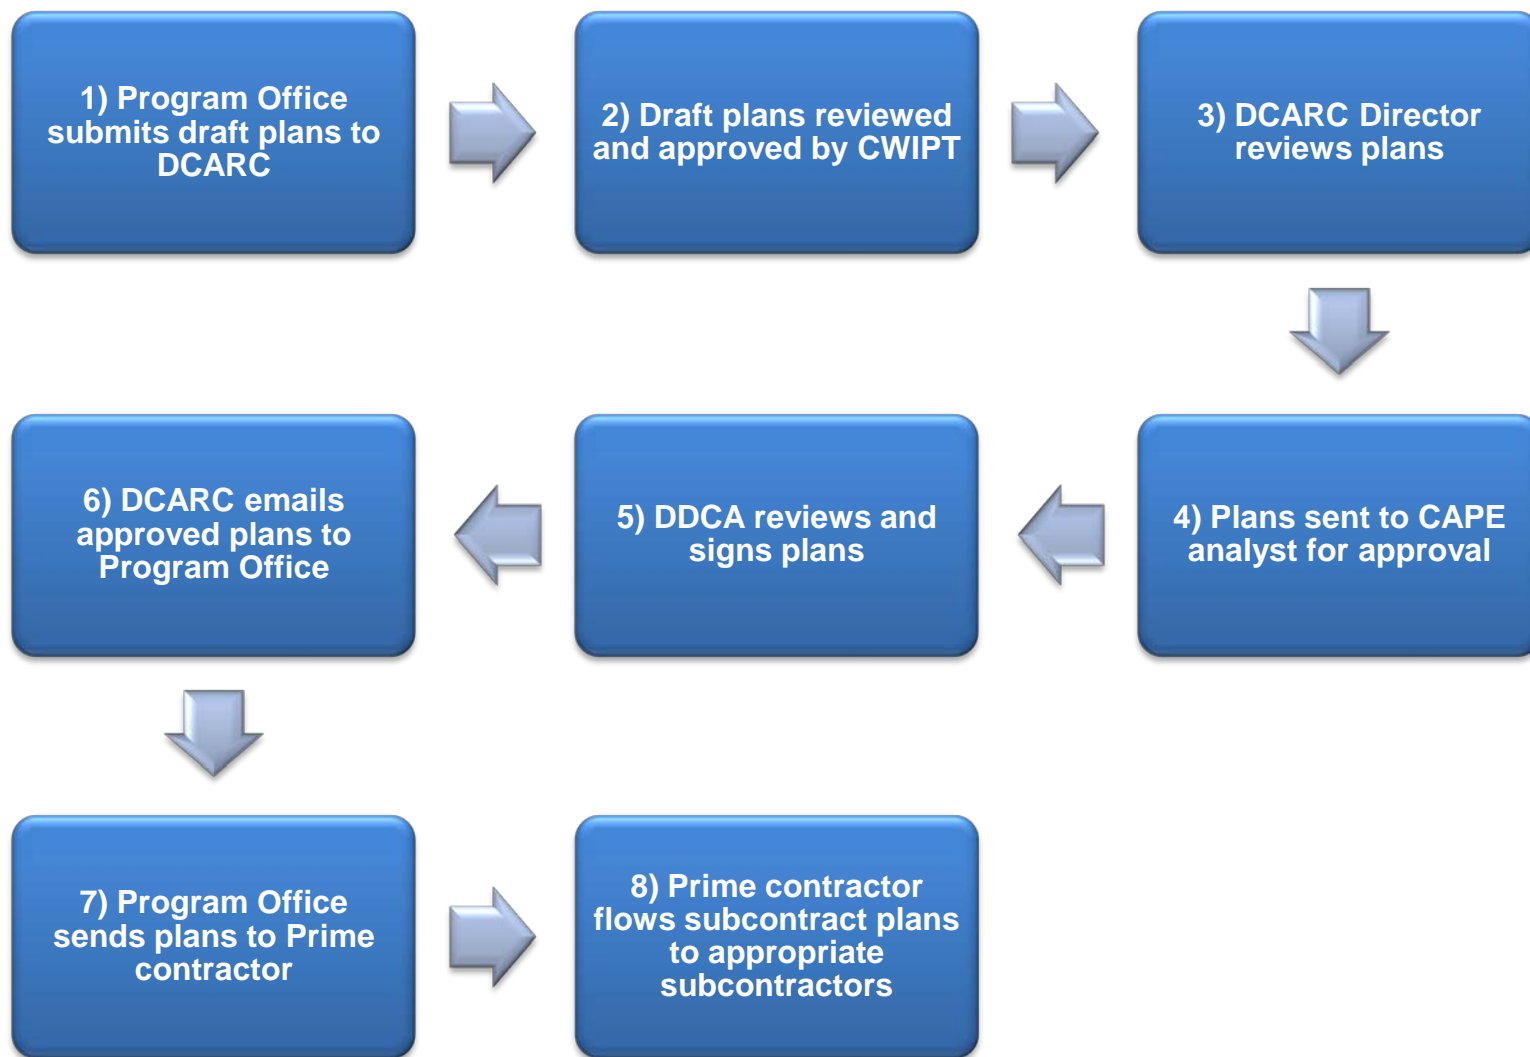 1) Program Office
submits draft plans to
DCARC
2) Draft plans reviewed
and approved by CWIPT
3) DCARC Director
reviews plans
4) Plans sent to CAPE
analyst for approval
5) DDCA reviews and
signs plans
6) DCARC emails
approved plans to
Program Office
7) Program Office
sends plans to Prime
contractor
8) Prime contractor
flows subcontract plans
to appropriate
subcontractors